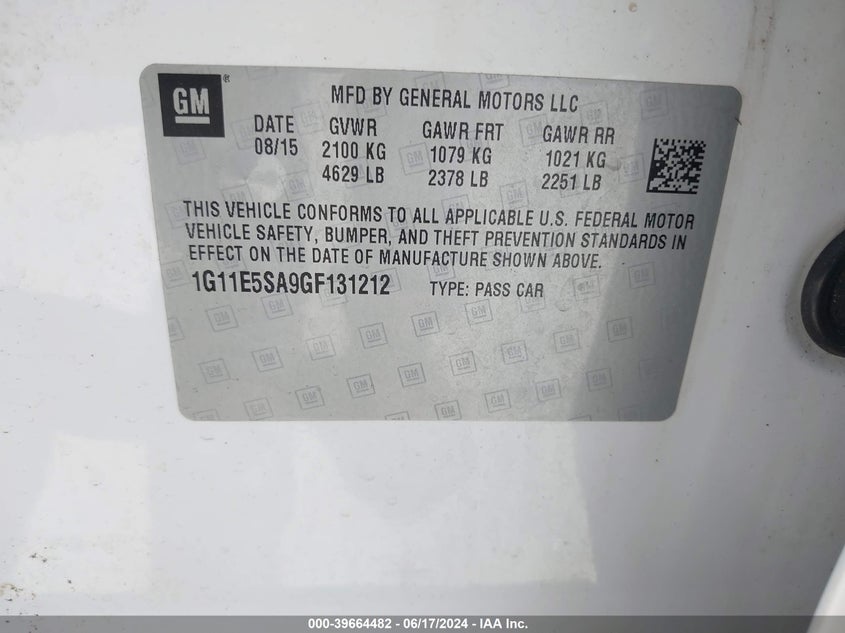 GM®
MFD BY GENERAL MOTORS LLC
DATE GVWR GAWR FRT GAWR RR
08/15 2100 KG 1079 KG 1021 KG
4629 LB 2378 LB 2251 LB
THIS VEHICLE CONFORMS TO ALL APPLICABLE U.S. FEDERAL MOTOR
VEHICLE SAFETY, BUMPER, AND THEFT PREVENTION STANDARDS IN
EFFECT ON THE DATE OF MANUFACTURE SHOWN ABOVE.
1G11E5SA9GF131212 TYPE: PASS CAR
000-39664482 - 06/17/2024 - IAA Inc.